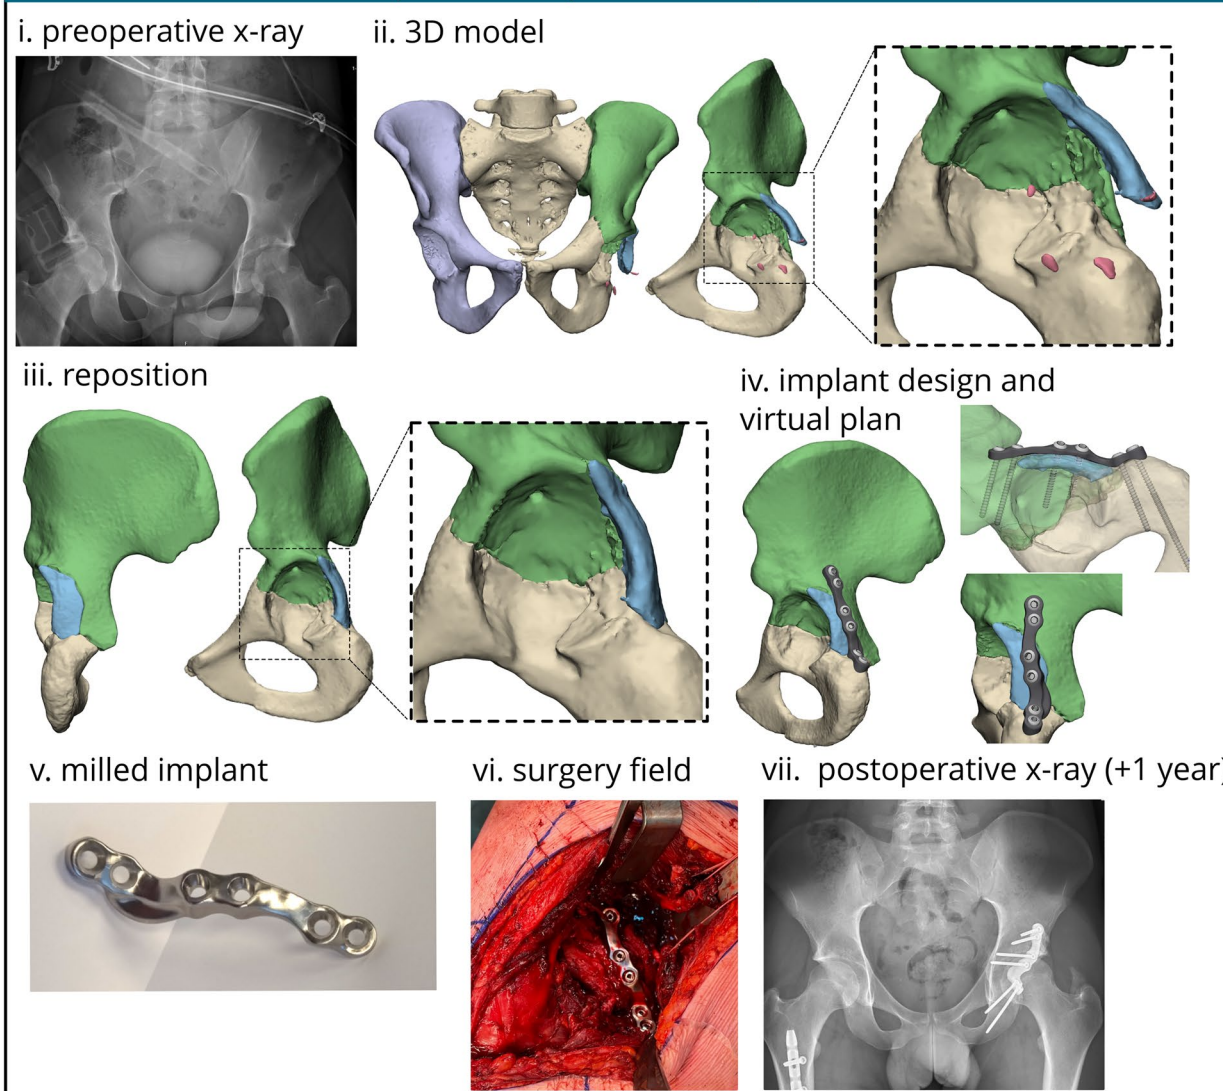 i. preoperative x-ray
ii. 3D model
iii. reposition
iv. implant design and
virtual plan
v. milled implant
vi. surgery field
vii. postoperative x-ray (+1 year)